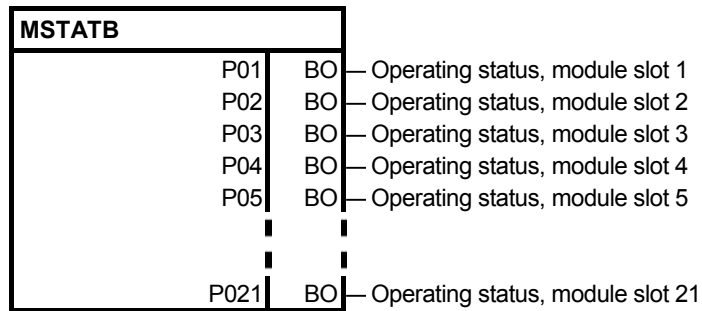 MSTATB
P01 BO Operating status, module slot 1
P02 BO Operating status, module slot 2
P03 BO Operating status, module slot 3
P04 BO Operating status, module slot 4
P05 BO Operating status, module slot 5
P021 BO Operating status, module slot 21